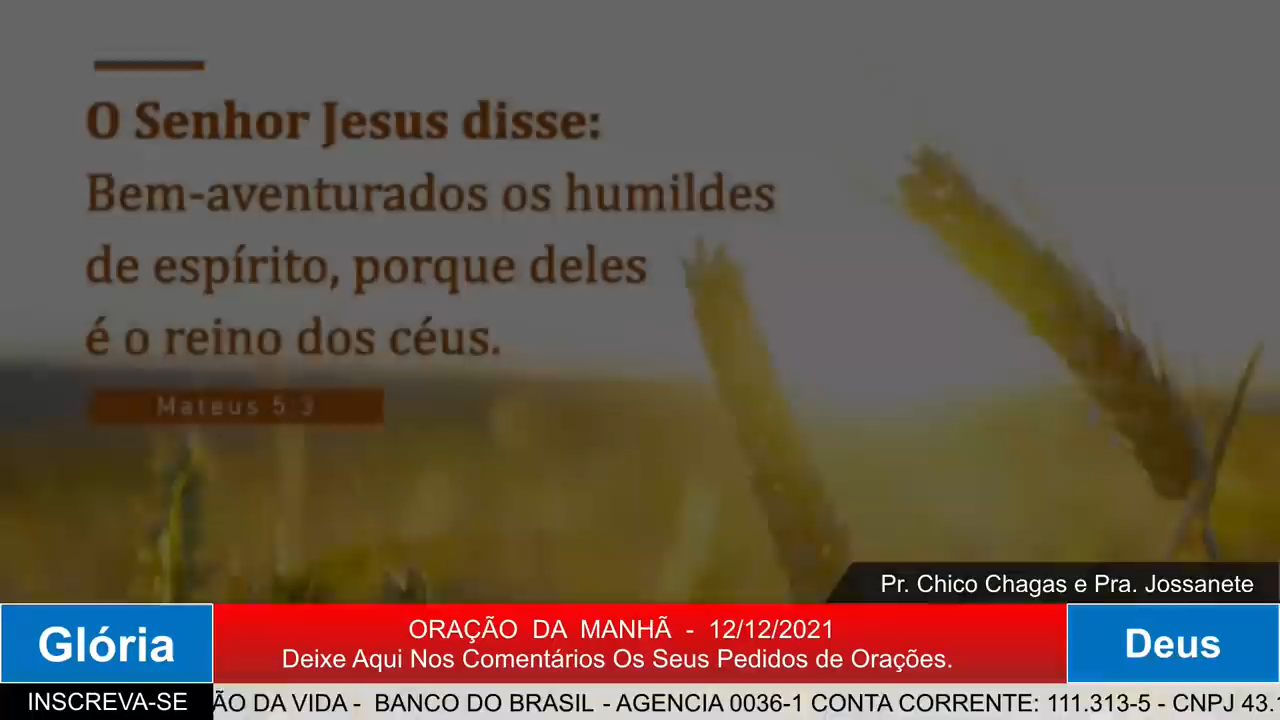 O Senhor Jesus disse:
Bem-aventurados os humildes
de espírito, porque deles
é o reino dos céus.
Mateus 5:3
Pr. Chico Chagas e Pra. Jossanete
Glória
ORAÇÃO DA MANHÃ - 12/12/2021
Deixe Aqui Nos Comentários Os Seus Pedidos de Orações.
Deus
INSCREVA-SE
ÃO DA VIDA - BANCO DO BRASIL - AGENCIA 0036-1 CONTA CORRENTE: 111.313-5 - CNPJ 43.